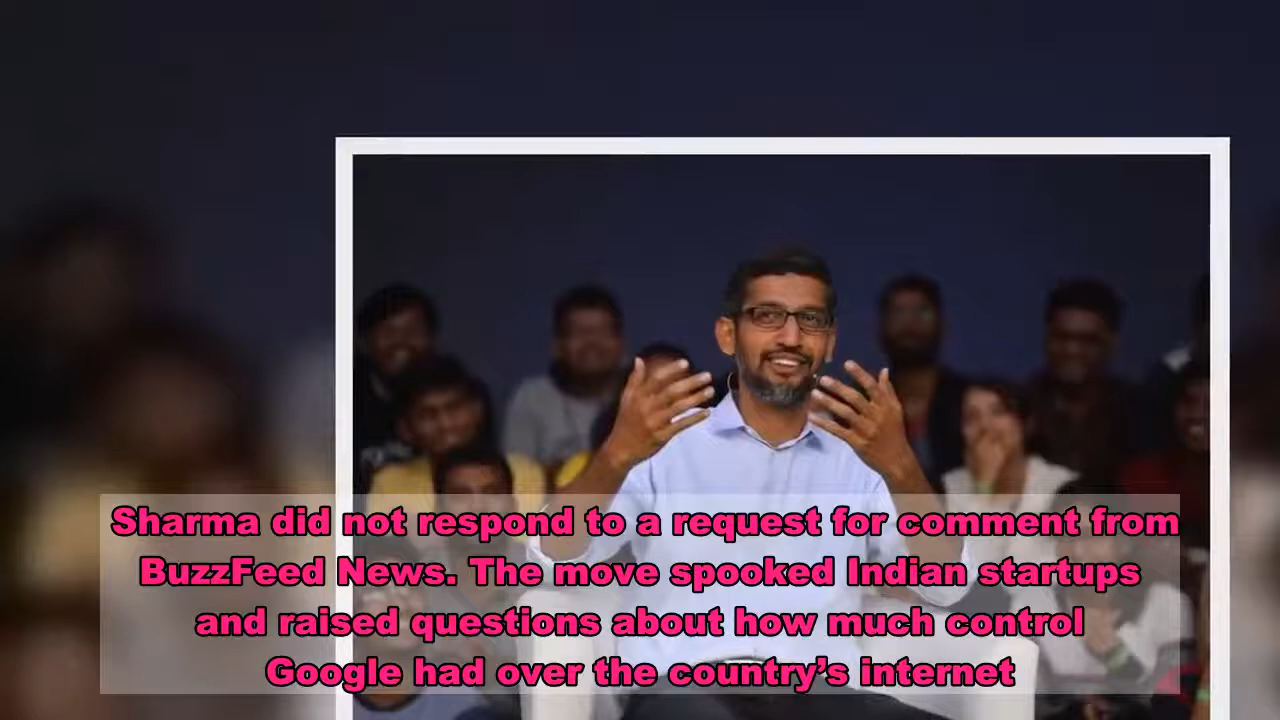 Sharma did not respond to a request for comment from
BuzzFeed News. The move spooked Indian startups
and raised questions about how much control
Google had over the country’s internet